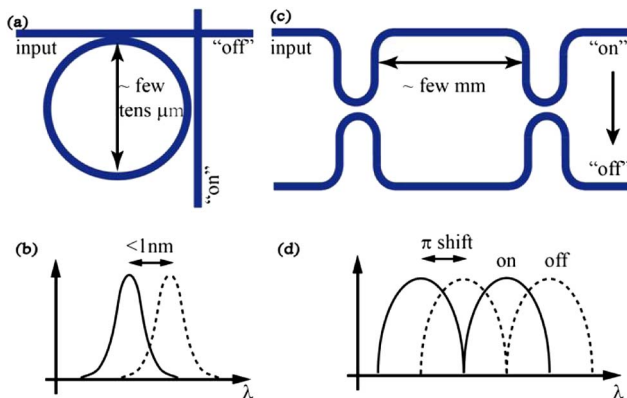 (a)
input
"off"
~ few
tens μm
"on"
(c)
input
"on"
~ few mm
"off"
(b)
<1nm
λ
(d)
π shift
on
off
λ